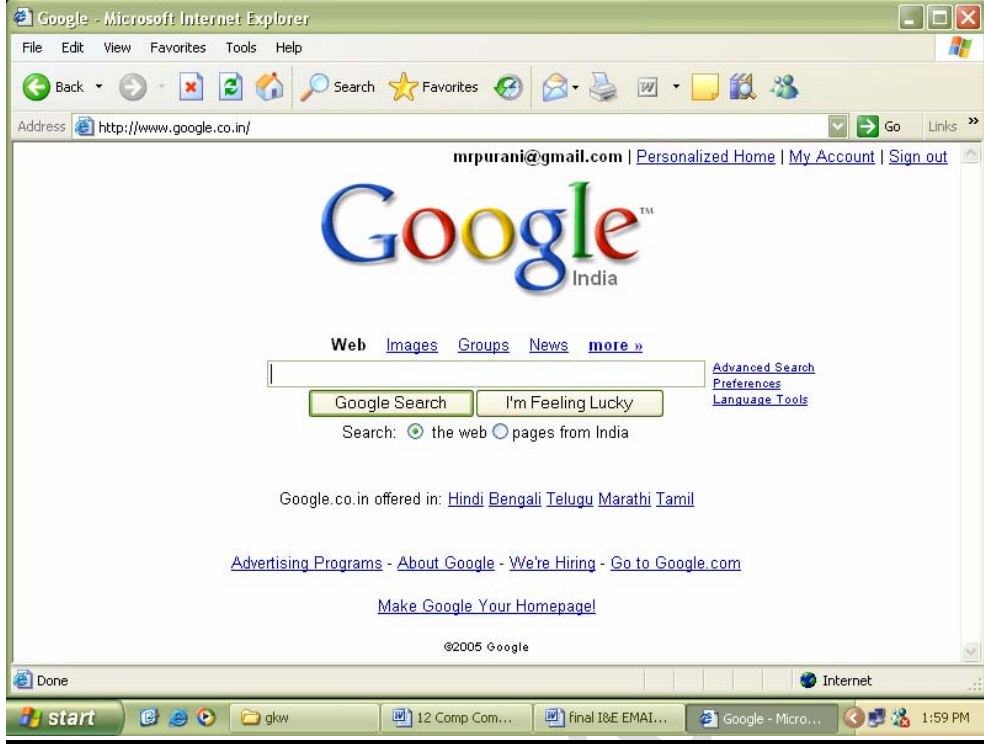 Google - Microsoft Internet Explorer
File Edit View Favorites Tools Help
Back Search Favorites
Address http://www.google.co.in/ Go Links »
mrpurani@gmail.com | Personalized Home | My Account | Sign out
Google™
India
Web Images Groups News more »
Advanced Search
Preferences
Language Tools
Google Search I'm Feeling Lucky
Search: the web pages from India
Google.co.in offered in: Hindi Bengali Telugu Marathi Tamil
Advertising Programs - About Google - We're Hiring - Go to Google.com
Make Google Your Homepage!
©2005 Google
Done Internet
start gkw 12 Comp Com... final I&E EMAI... Google - Micro... 1:59 PM